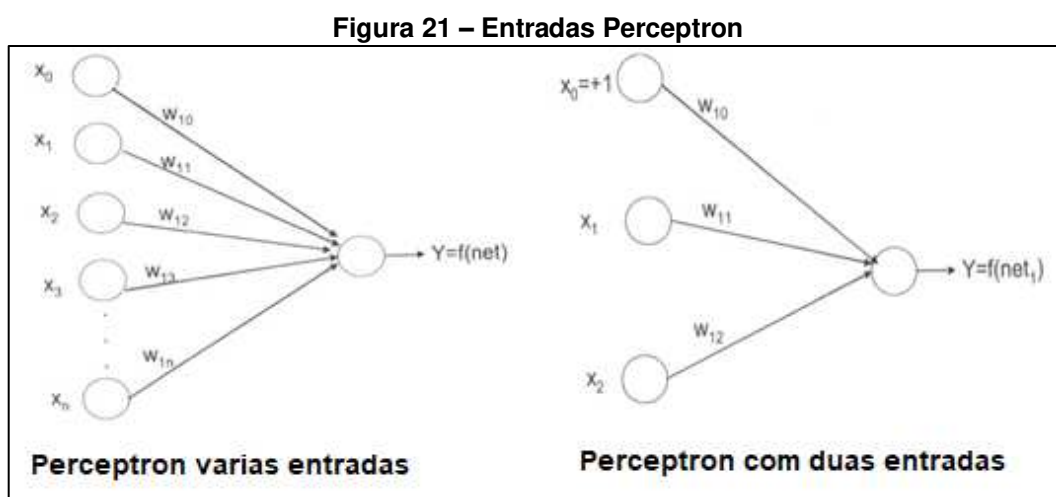 Figura 21 – Entradas Perceptron
x₀
w₁₀
x₁
w₁₁
x₂
w₁₂
x₃
w₁₃
. . . .
w₁ₙ
xₙ
Y=f(net)
Perceptron varias entradas
x₀=+1
w₁₀
x₁
w₁₁
Y=f(net₁)
w₁₂
x₂
Perceptron com duas entradas